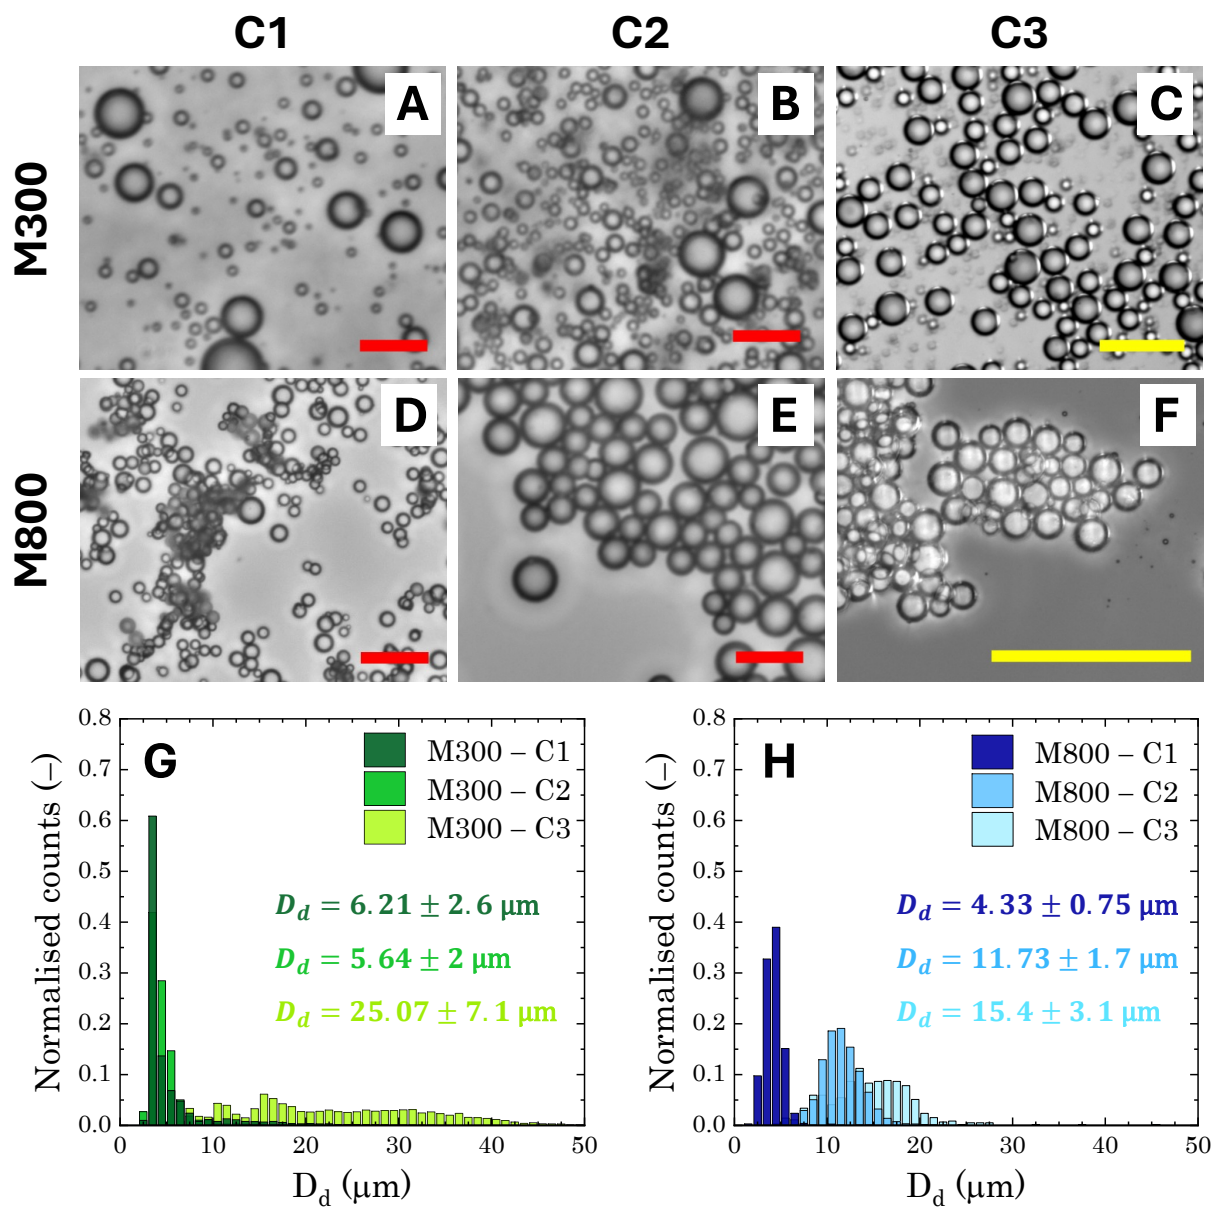 C1 C2 C3
M300
A B C
M800
D E F
G
0.8
0.7
0.6
0.5
0.4
0.3
0.2
0.1
0.0
Normalised counts (–)
M300 – C1
M300 – C2
M300 – C3
D_d = 6.21 ± 2.6 μm
D_d = 5.64 ± 2 μm
D_d = 25.07 ± 7.1 μm
0 10 20 30 40 50
D_d (μm)
H
0.8
0.7
0.6
0.5
0.4
0.3
0.2
0.1
0.0
Normalised counts (–)
M800 – C1
M800 – C2
M800 – C3
D_d = 4.33 ± 0.75 μm
D_d = 11.73 ± 1.7 μm
D_d = 15.4 ± 3.1 μm
0 10 20 30 40 50
D_d (μm)